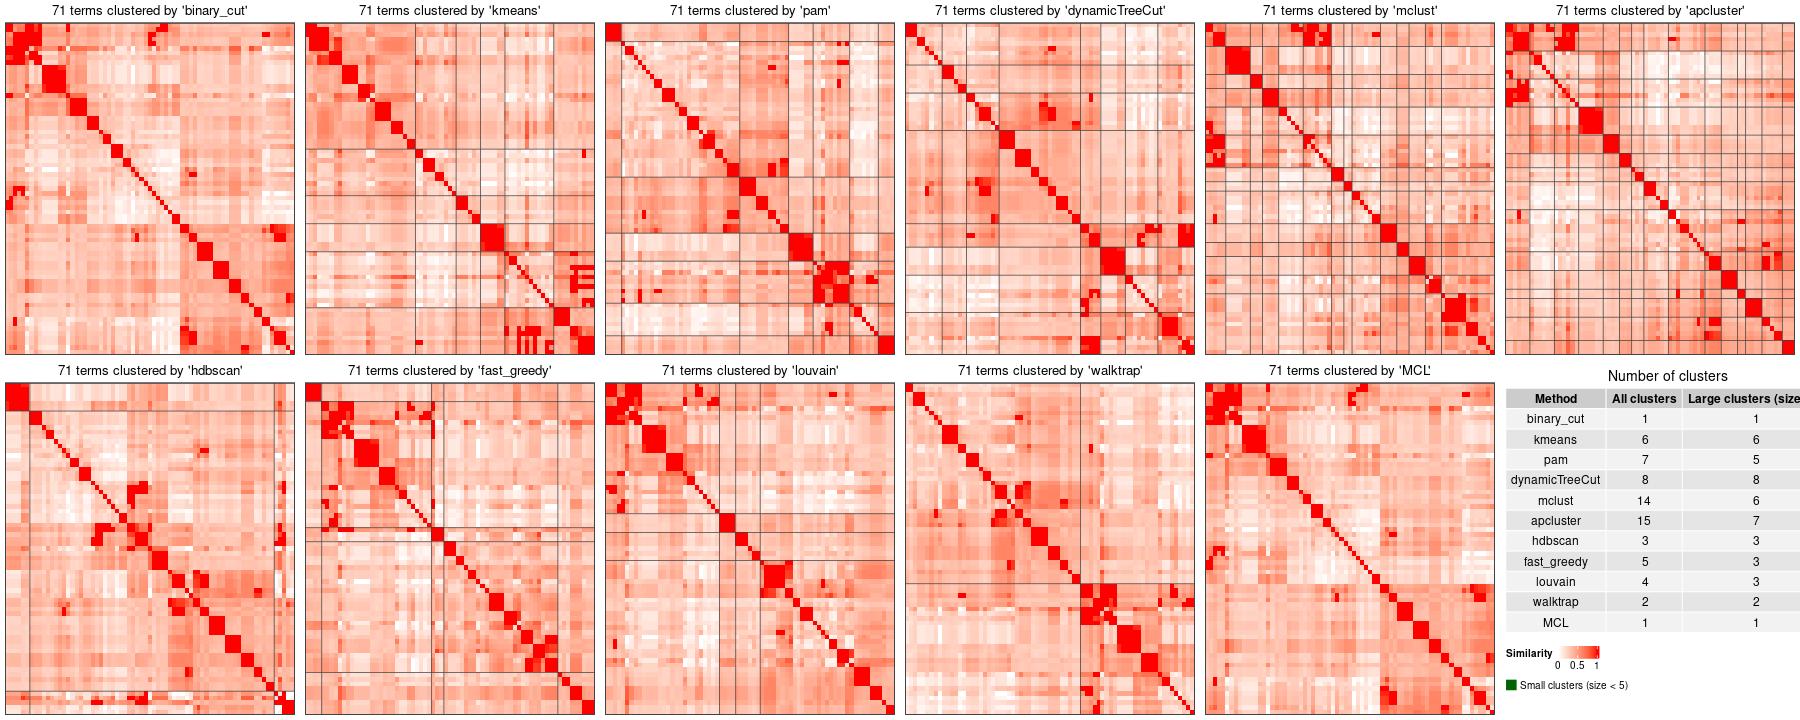 71 terms clustered by 'binary_cut'
71 terms clustered by 'kmeans'
71 terms clustered by 'pam'
71 terms clustered by 'dynamicTreeCut'
71 terms clustered by 'mclust'
71 terms clustered by 'apcluster'
71 terms clustered by 'hdbscan'
71 terms clustered by 'fast_greedy'
71 terms clustered by 'louvain'
71 terms clustered by 'walktrap'
71 terms clustered by 'MCL'
Number of clusters
Method All clusters Large clusters (size
binary_cut 1 1
kmeans 6 6
pam 7 5
dynamicTreeCut 8 8
mclust 14 6
apcluster 15 7
hdbscan 3 3
fast_greedy 5 3
louvain 4 3
walktrap 2 2
MCL 1 1
Similarity
0 0.5 1
Small clusters (size < 5)